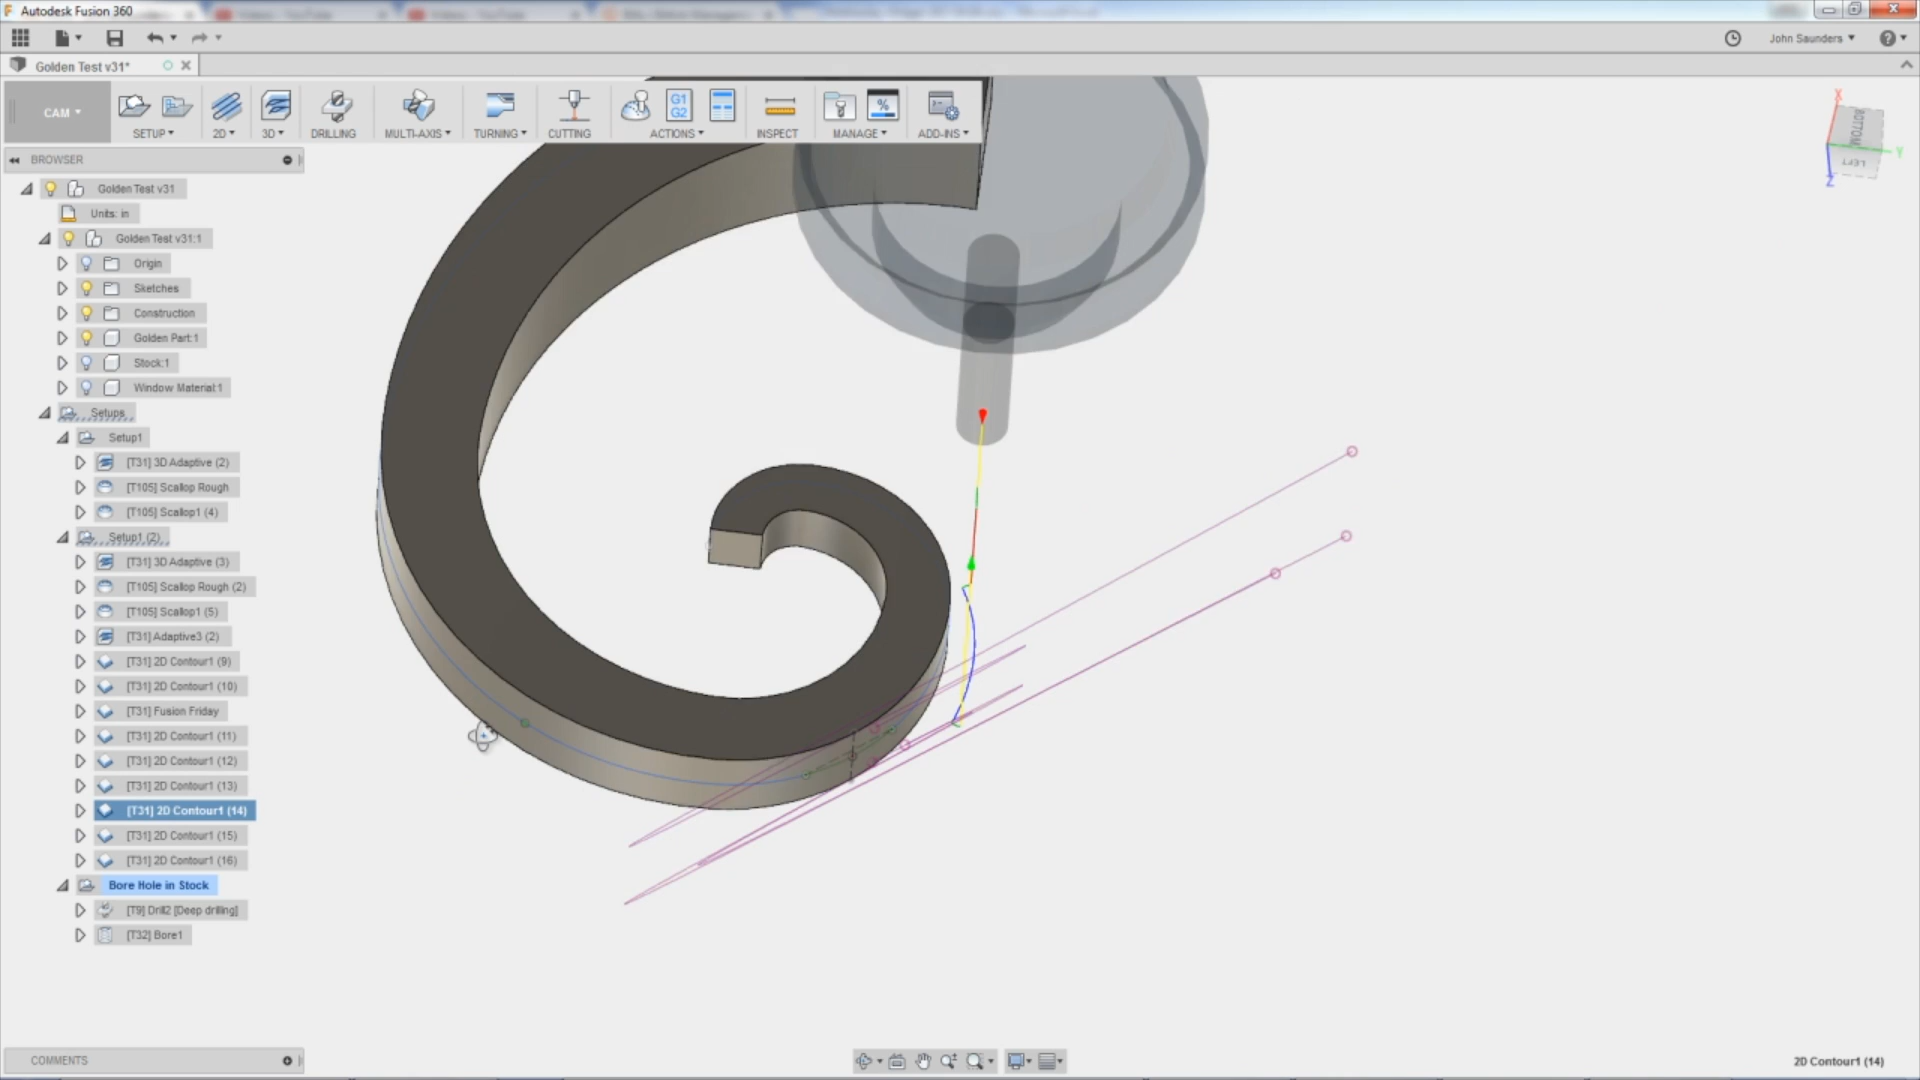 Autodesk Fusion 360
John Saunders
Golden Test v31*
CAM
SETUP
2D
3D
DRILLING
MULTI-AXIS
TURNING
CUTTING
G1
G2
ACTIONS
INSPECT
%
MANAGE
ADD-INS
BROWSER
Golden Test v31
Units: in
Golden Test v31:1
Origin
Sketches
Construction
Golden Part:1
Stock:1
Window Material:1
Setups
Setup1
[T31] 3D Adaptive (2)
[T105] Scallop Rough
[T105] Scallop1 (4)
Setup1 (2)
[T31] 3D Adaptive (3)
[T105] Scallop Rough (2)
[T105] Scallop1 (5)
[T31] Adaptive3 (2)
[T31] 2D Contour1 (9)
[T31] 2D Contour1 (10)
[T31] Fusion Friday
[T31] 2D Contour1 (11)
[T31] 2D Contour1 (12)
[T31] 2D Contour1 (13)
[T31] 2D Contour1 (14)
[T31] 2D Contour1 (15)
[T31] 2D Contour1 (16)
Bore Hole in Stock
[T9] Drill2 [Deep drilling]
[T32] Bore1
X
BOTTOM
Y
LEFT
Z
COMMENTS
2D Contour1 (14)